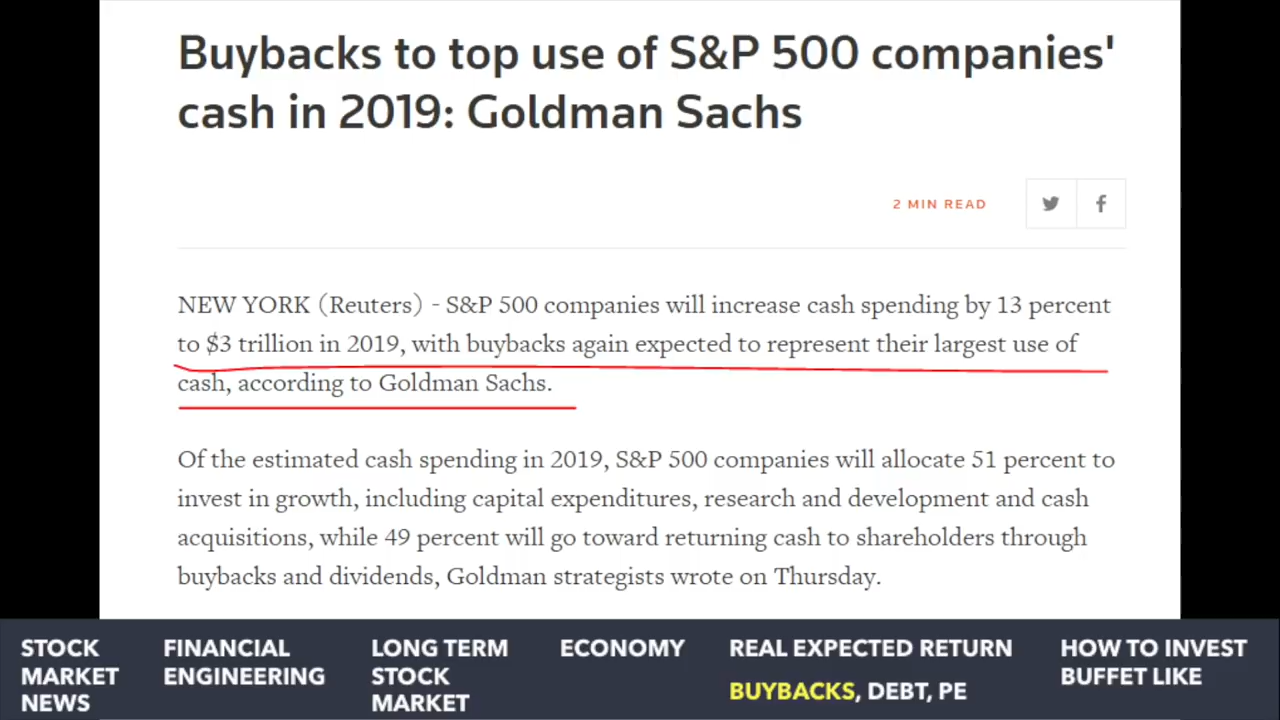 Buybacks to top use of S&P 500 companies'
cash in 2019: Goldman Sachs
2 MIN READ
NEW YORK (Reuters) - S&P 500 companies will increase cash spending by 13 percent
to $3 trillion in 2019, with buybacks again expected to represent their largest use of
cash, according to Goldman Sachs.
Of the estimated cash spending in 2019, S&P 500 companies will allocate 51 percent to
invest in growth, including capital expenditures, research and development and cash
acquisitions, while 49 percent will go toward returning cash to shareholders through
buybacks and dividends, Goldman strategists wrote on Thursday.
STOCK
MARKET
NEWS
FINANCIAL
ENGINEERING
LONG TERM
STOCK
MARKET
ECONOMY
REAL EXPECTED RETURN
BUYBACKS, DEBT, PE
HOW TO INVEST
BUFFET LIKE